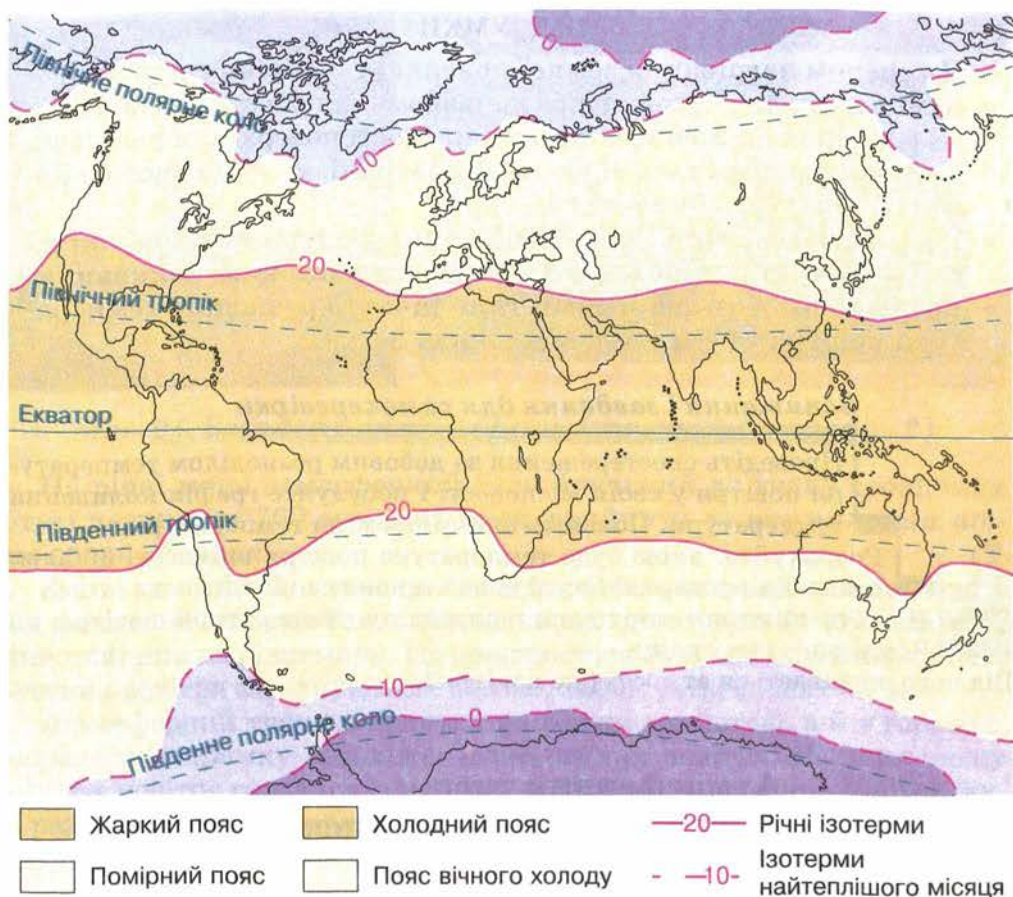 0
Північне полярне коло
10
20
Північний тропік
Екватор
Південний тропік
20
10
0
Південне полярне коло
Жаркий пояс
Холодний пояс
20 Річні ізотерми
Помірний пояс
Пояс вічного холоду
10 Ізотерми
найтеплішого місяця